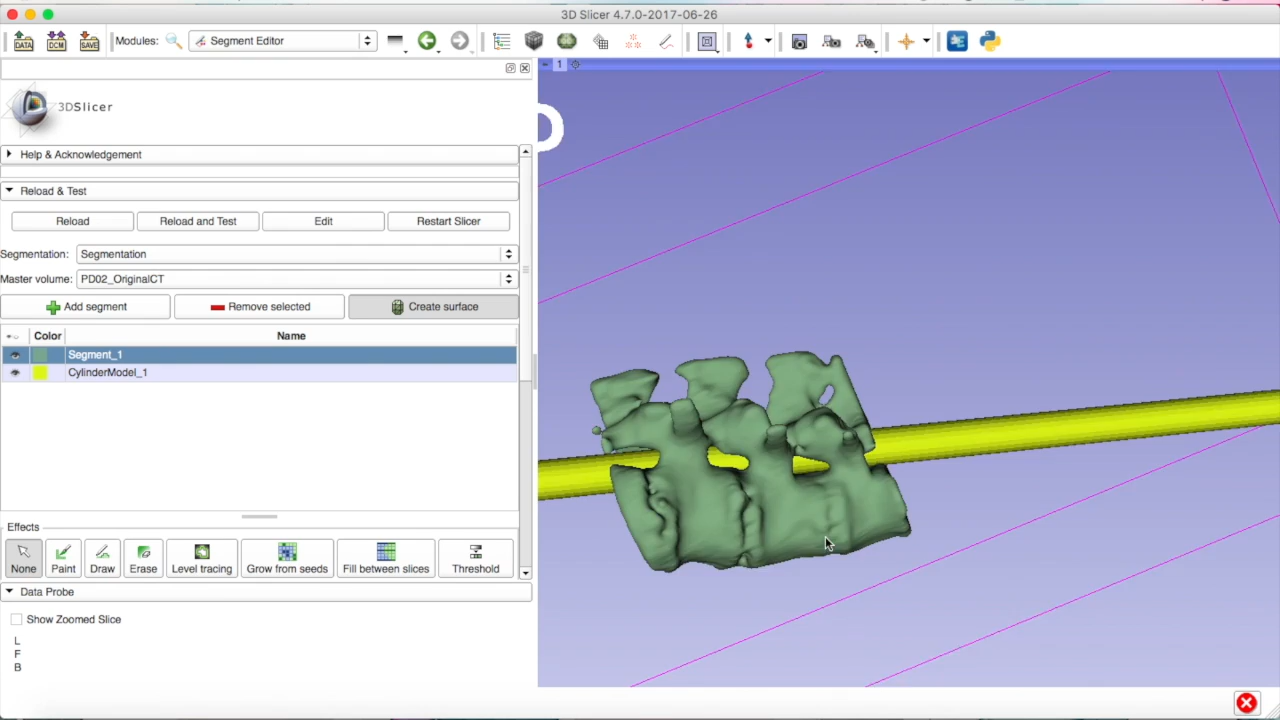 3D Slicer 4.7.0-2017-06-26
DATA DCM SAVE Modules: Segment Editor
1
3DSlicer
Help & Acknowledgement
Reload & Test
Reload Reload and Test Edit Restart Slicer
Segmentation: Segmentation
Master volume: PD02_OriginalCT
Add segment Remove selected Create surface
Color Name
Segment_1
CylinderModel_1
Effects
None Paint Draw Erase Level tracing Grow from seeds Fill between slices Threshold
Data Probe
Show Zoomed Slice
L
F
B